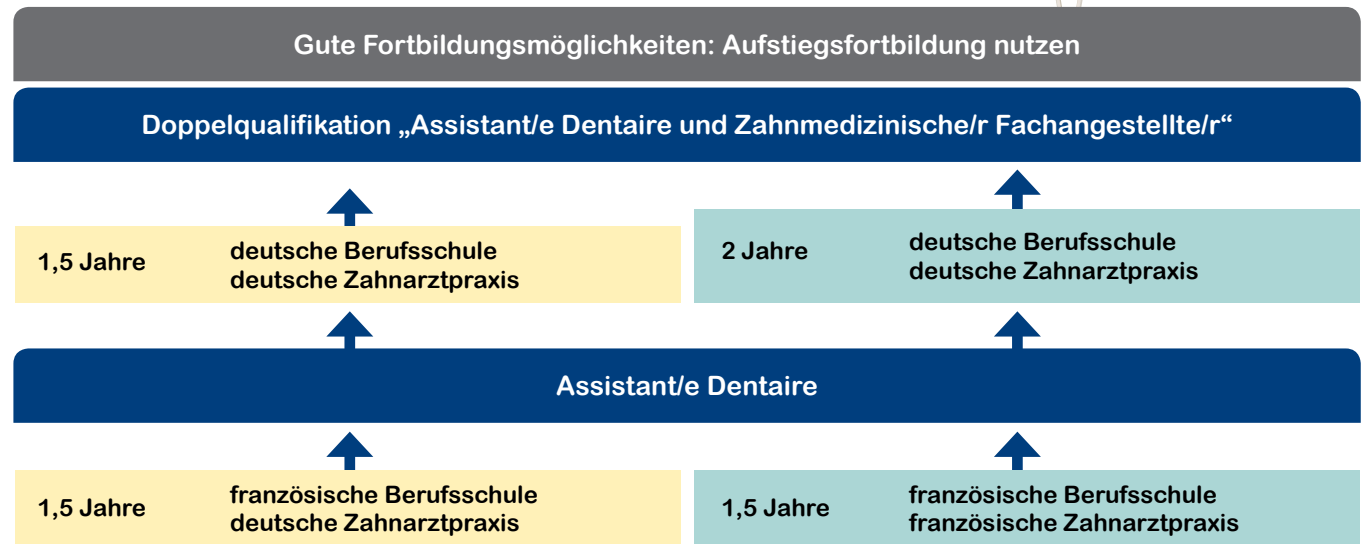 Gute Fortbildungsmöglichkeiten: Aufstiegsfortbildung nutzen
Doppelqualifikation „Assistant/e Dentaire und Zahnmedizinische/r Fachangestellte/r“
1,5 Jahre
deutsche Berufsschule
deutsche Zahnarztpraxis
2 Jahre
deutsche Berufsschule
deutsche Zahnarztpraxis
Assistant/e Dentaire
1,5 Jahre
französische Berufsschule
deutsche Zahnarztpraxis
1,5 Jahre
französische Berufsschule
französische Zahnarztpraxis